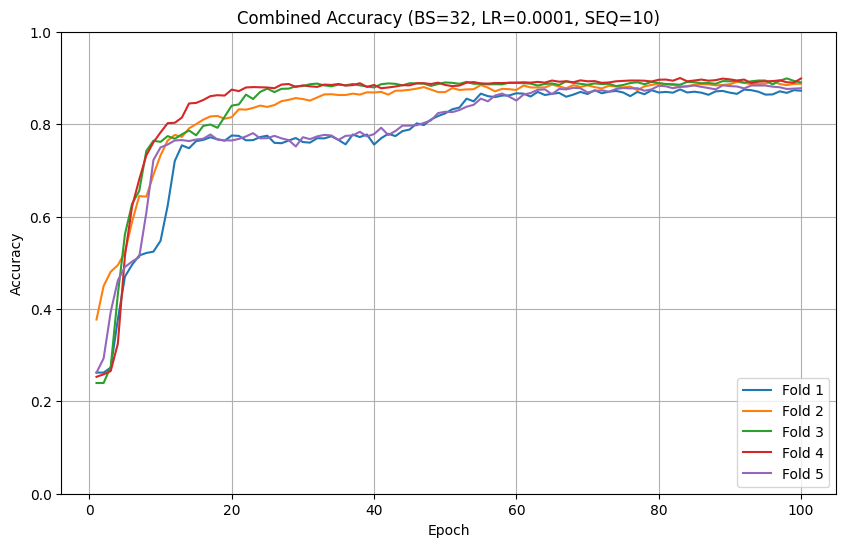 Combined Accuracy (BS=32, LR=0.0001, SEQ=10)
1.0
0.8
0.6
0.4
0.2
0.0
Accuracy
0 20 40 60 80 100
Epoch
Fold 1
Fold 2
Fold 3
Fold 4
Fold 5